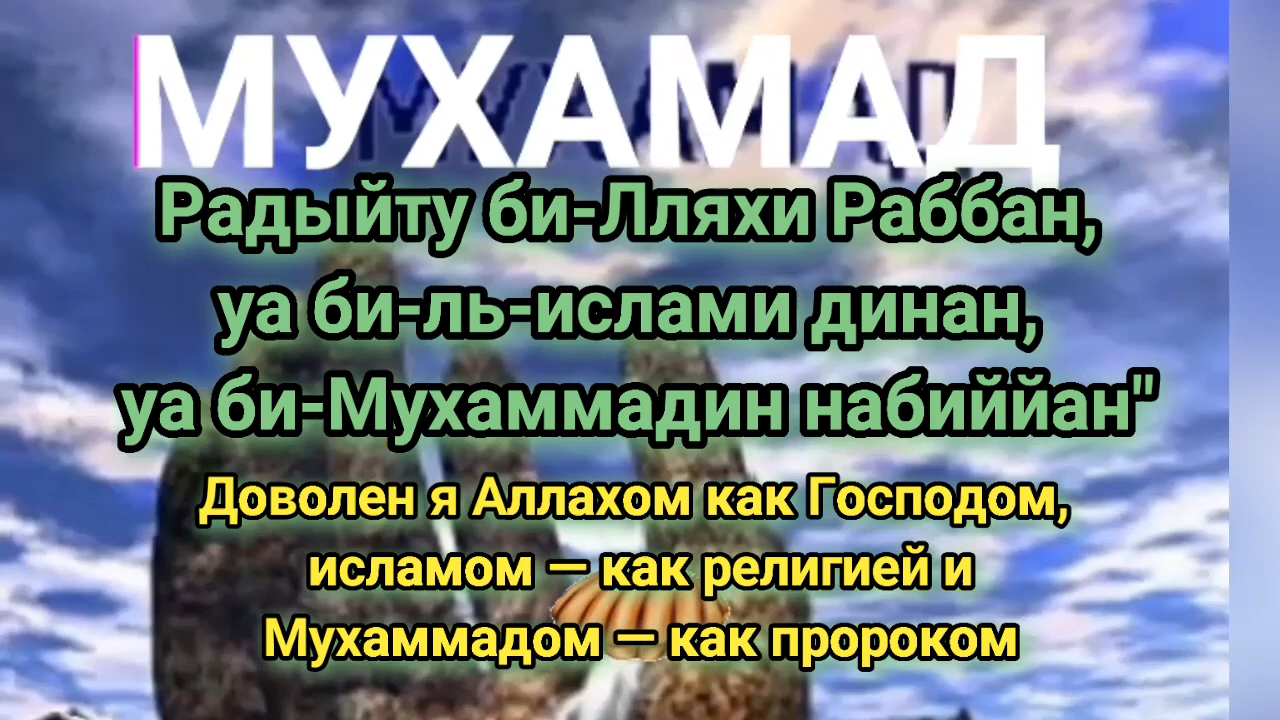 МУХАМАД
Радыйту би-Лляхи Раббан,
уа би-ль-ислами динан,
уа би-Мухаммадин набиййан"
Доволен я Аллахом как Господом,
исламом — как религией и
Мухаммадом — как пророком